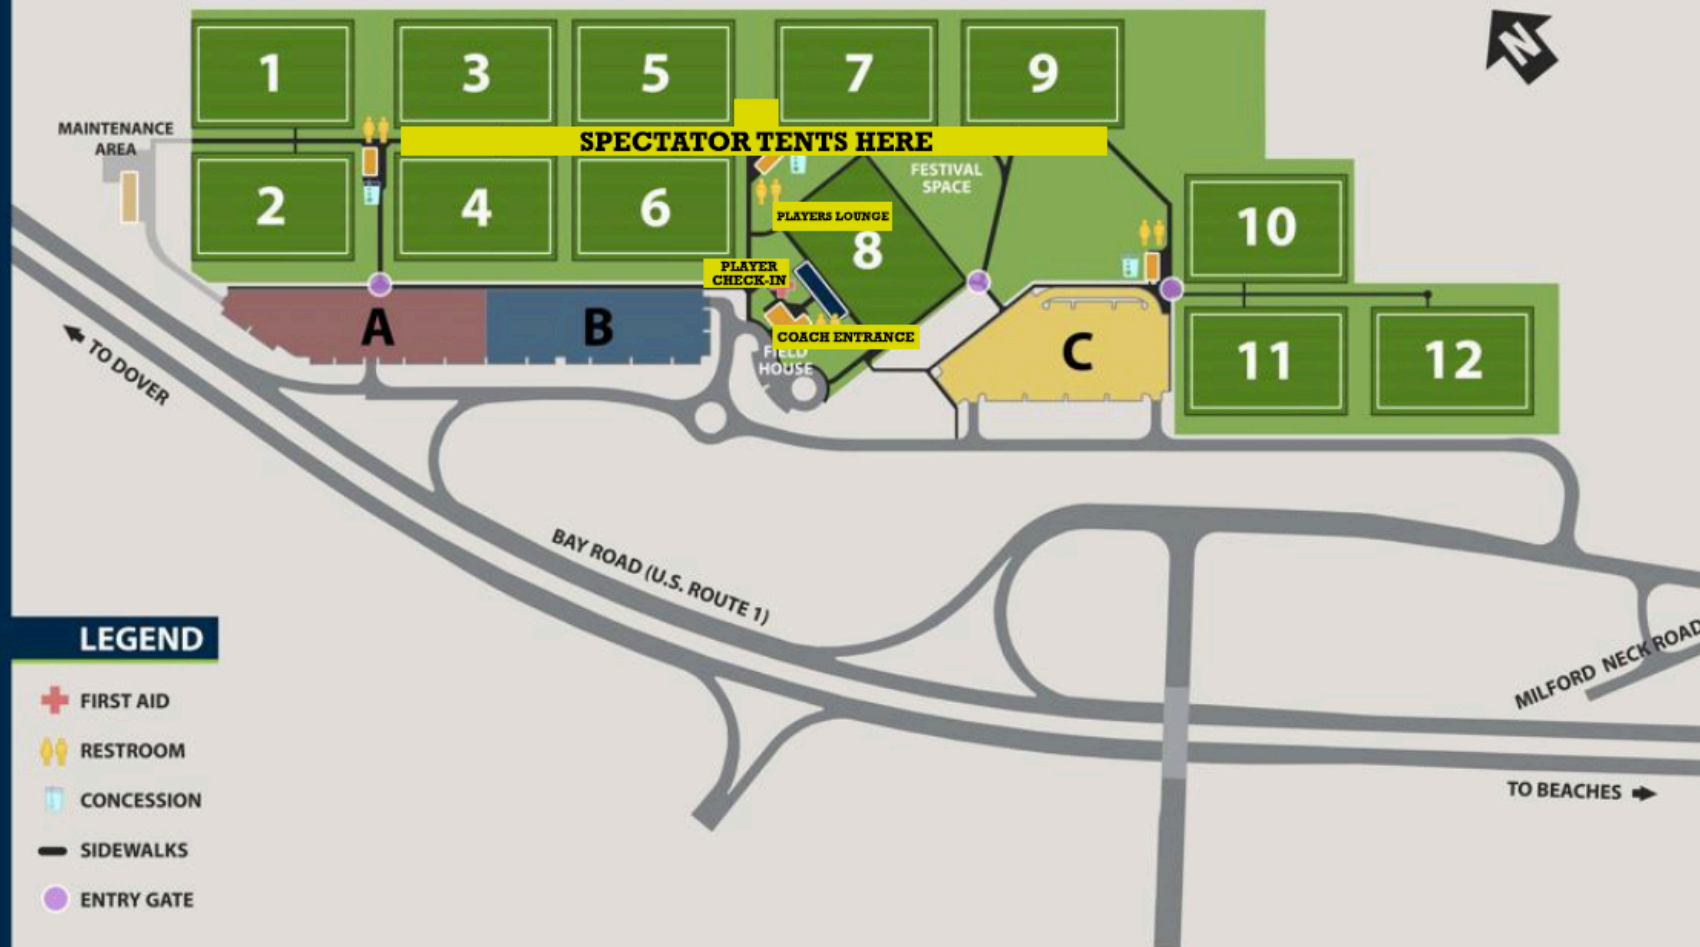 1
3
5
7
9
N
MAINTENANCE
AREA
SPECTATOR TENTS HERE
FESTIVAL
SPACE
2
4
6
PLAYERS LOUNGE
8
10
PLAYER
CHECK-IN
COACH ENTRANCE
FIELD
HOUSE
A
B
C
11
12
TO DOVER
BAY ROAD (U.S. ROUTE 1)
MILFORD NECK ROAD
TO BEACHES
LEGEND
FIRST AID
RESTROOM
CONCESSION
SIDEWALKS
ENTRY GATE